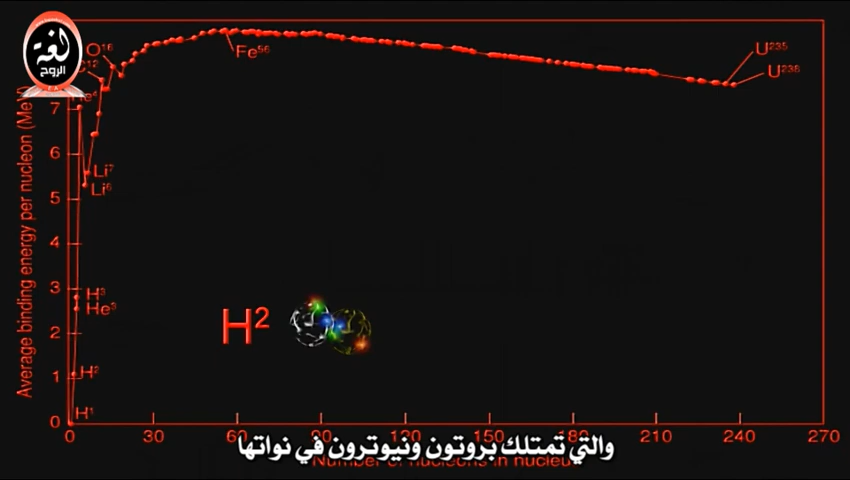 لغة
الروح
O¹⁶
Fe⁵⁶
U²³⁵
U²³⁸
C¹²
He⁴
7
6
Li⁷
Li⁶
5
4
3
H³
He³
H²
2
1
H²
H¹
0
Average binding energy per nucleon (MeV)
0 30 60 90 120 150 180 210 240 270
والتي تمتلك بروتون ونيوترون في نواتها
Number of nucleons in nucleus